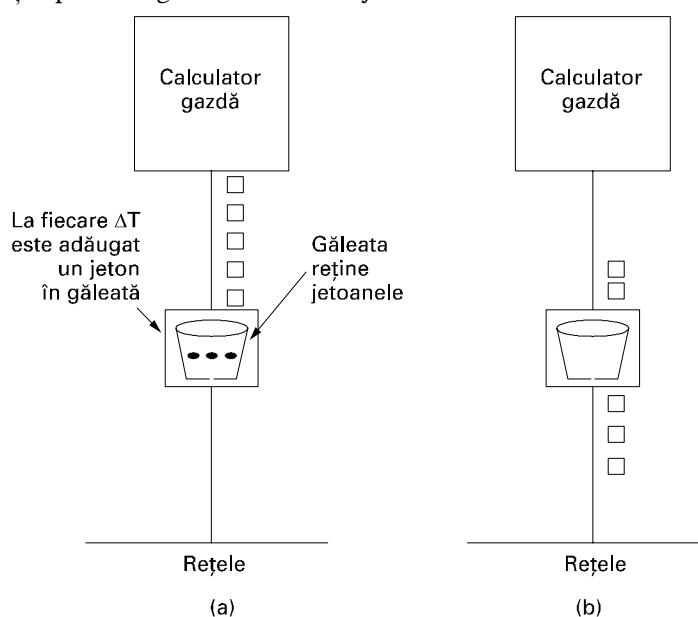 Calculator
gazdă
Calculator
gazdă
La fiecare ΔT
este adăugat
un jeton
în găleată
Găleata
reține
jetoanele
Rețele
Rețele
(a)
(b)